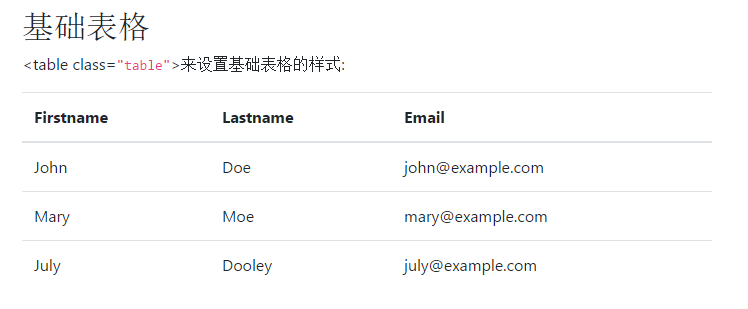 基础表格
<table class="table">来设置基础表格的样式:
Firstname Lastname Email
John Doe john@example.com
Mary Moe mary@example.com
July Dooley july@example.com